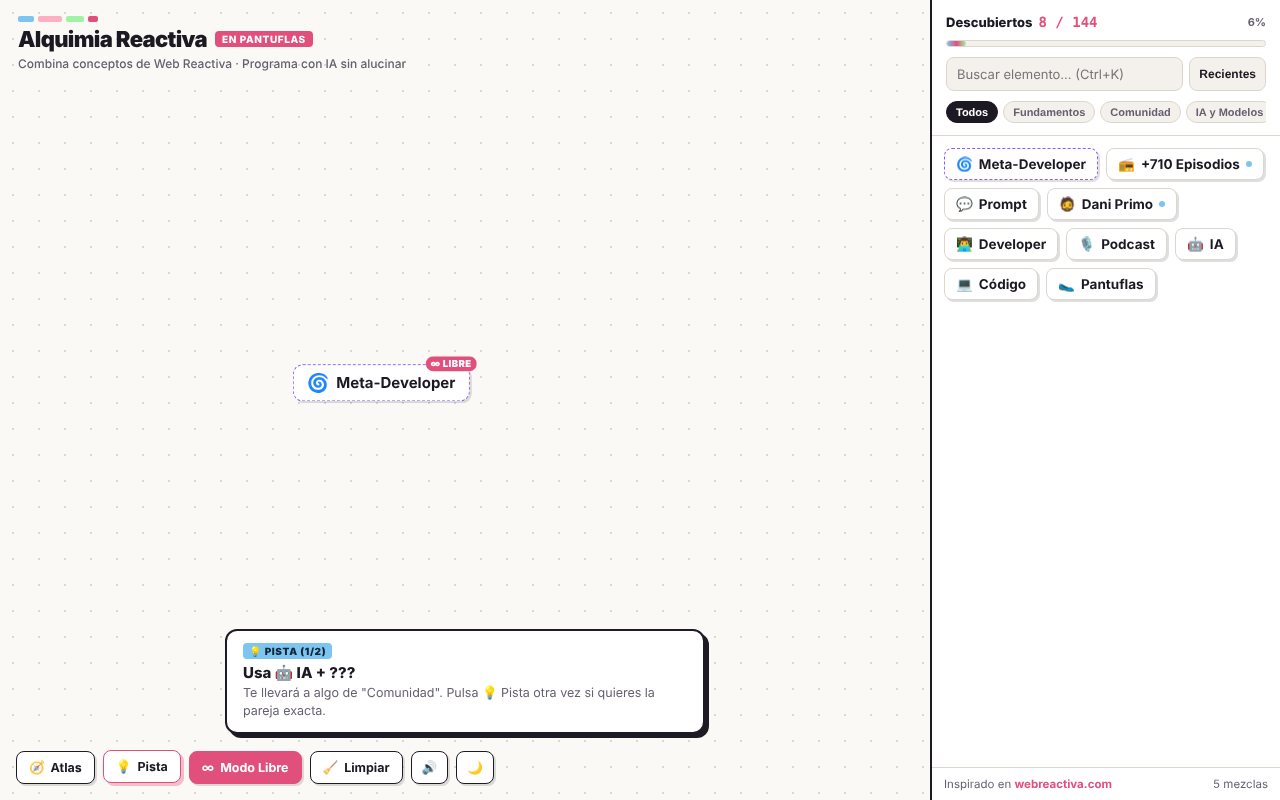 Alquimia Reactiva EN PANTUFLAS
Combina conceptos de Web Reactiva · Programa con IA sin alucinar
∞ LIBRE
🌀 Meta-Developer
💡 PISTA (1/2)
Usa 🤖 IA + ???
Te llevará a algo de "Comunidad". Pulsa 💡 Pista otra vez si quieres la
pareja exacta.
🧭 Atlas 💡 Pista ∞ Modo Libre 🧹 Limpiar 🔊 🌙
Descubiertos 8 / 144 6%
Buscar elemento... (Ctrl+K) Recientes
Todos Fundamentos Comunidad IA y Modelos
🌀 Meta-Developer 📻 +710 Episodios
💬 Prompt 🧔 Dani Primo
👨‍💻 Developer 🎙️ Podcast 🤖 IA
💻 Código 🥿 Pantuflas
Inspirado en webreactiva.com 5 mezclas